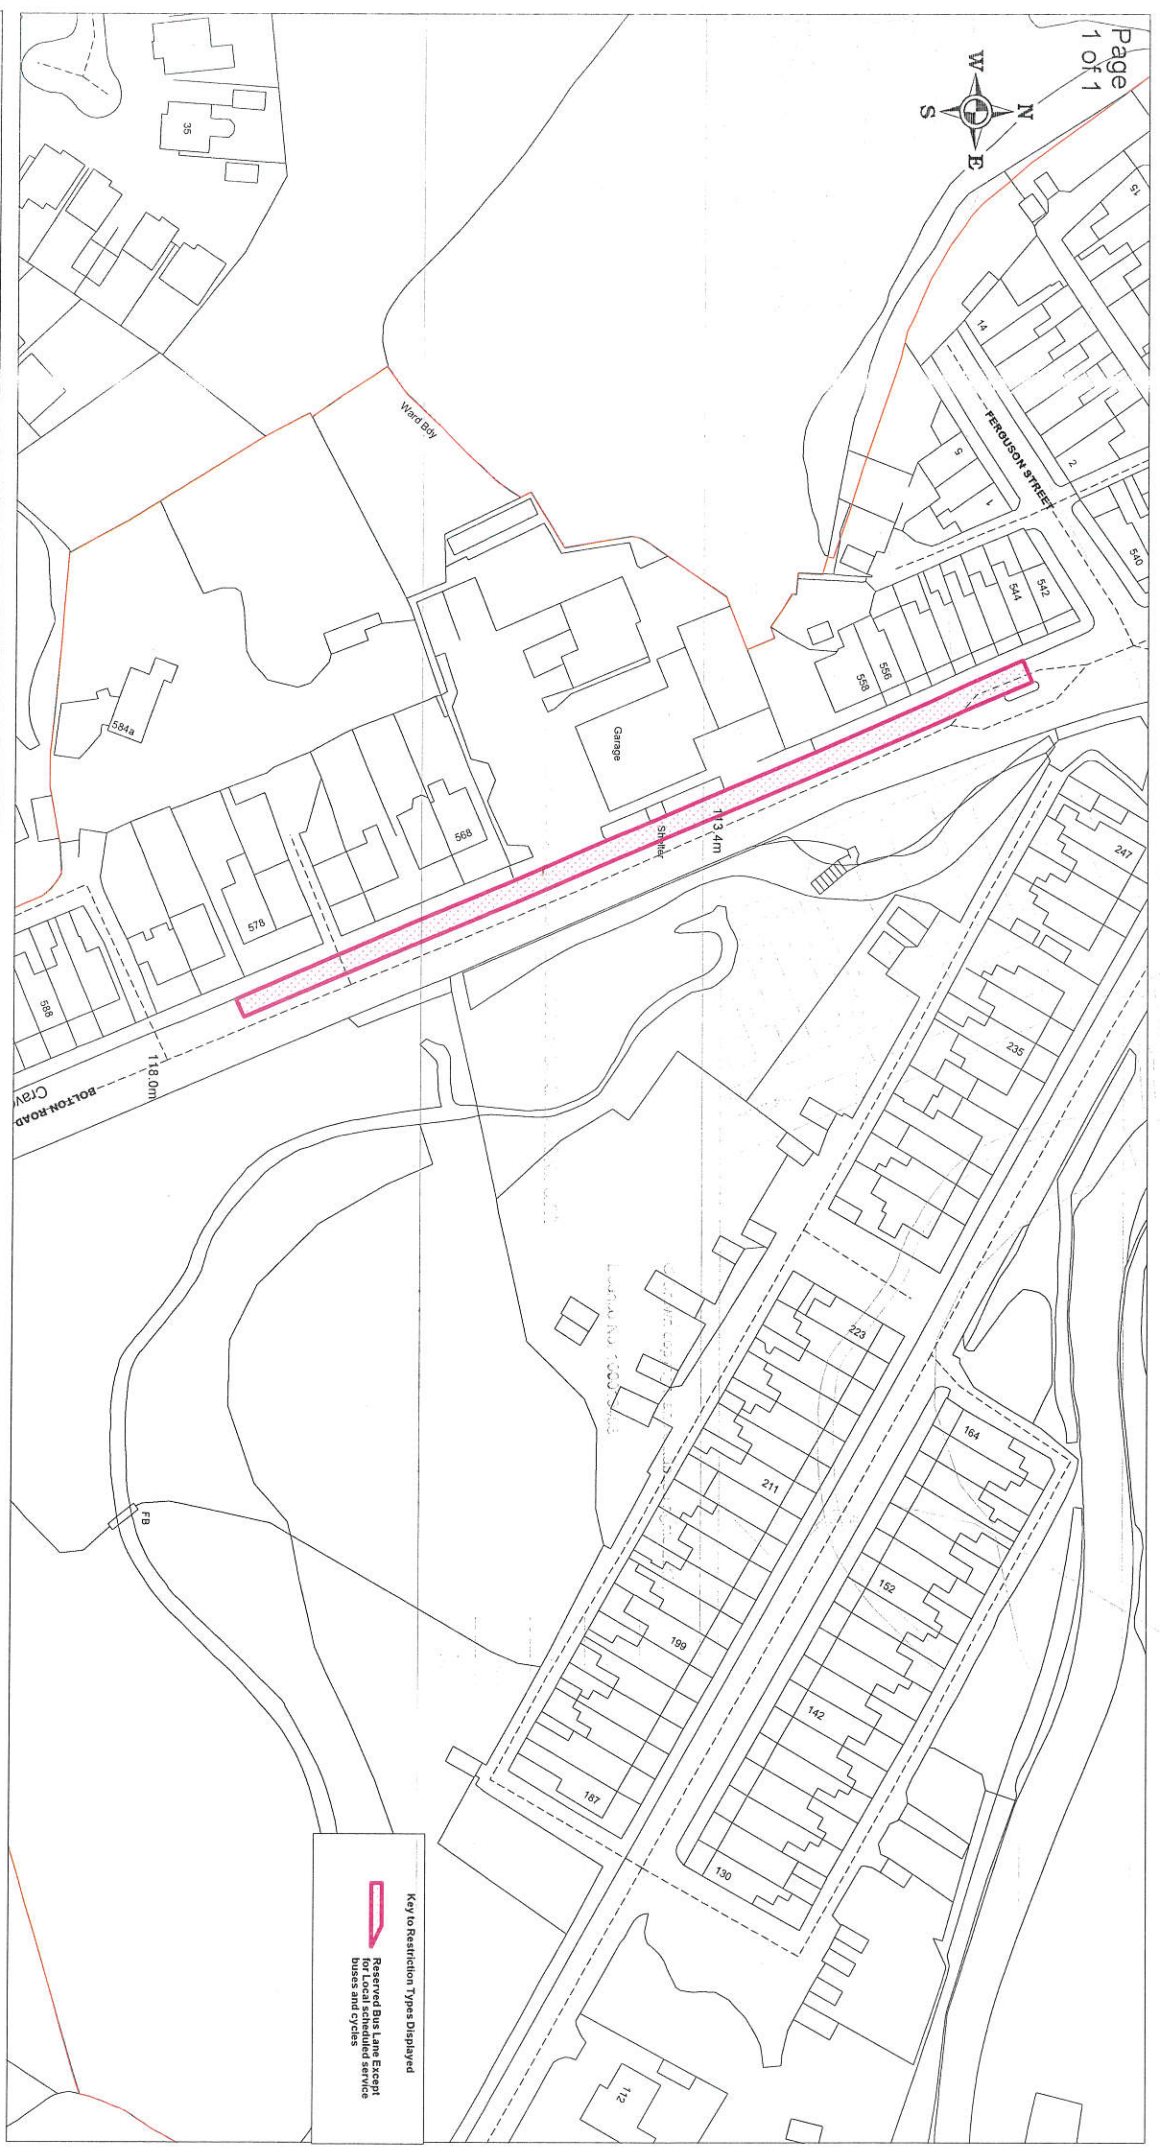 Page
1 of 1
N
W
E
S
15
14
2
FERGUSON STREET
5
1
540
542
544
556
558
35
Ward Bdy
Garage
Shelter
113.4m
568
578
584a
588
118.0m
BOLTON ROAD
247
235
223
211
199
187
164
152
142
130
112
FB
Key to Restriction Types Displayed
Reserved Bus Lane Except
for Local scheduled service
buses and cycles